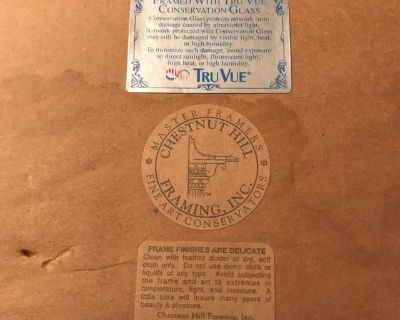 FRAMED WITH TRU VUE
CONSERVATION GLASS
Conservation Glass protects artwork from
damage caused by ultraviolet light.
Artwork protected with Conservation Glass
may still be damaged by visible light, heat,
or high humidity.
To minimize such damage, avoid exposure
to direct sunlight, fluorescent light,
high heat, or high humidity.
TRU VUE®
MASTER FRAMERS
CHESTNUT HILL
FRAMING, INC.
FINE ART CONSERVATORS
FRAME FINISHES ARE DELICATE
Clean with feather duster or dry, soft
cloth only. Do not use damp cloth or
liquids of any type. Avoid subjecting
the frame and art to extremes in
temperature, light, and moisture. A
little care will insure many years of
beauty & pleasure.
Chestnut Hill Framing, Inc.